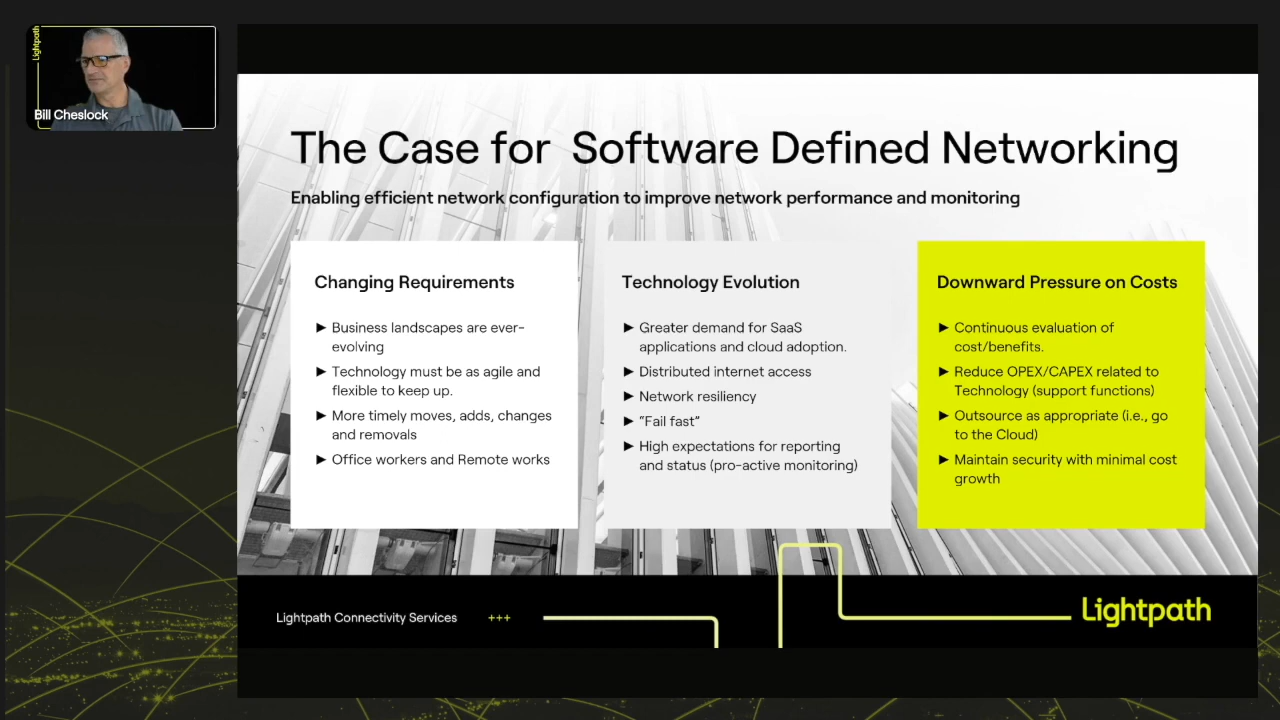 Lightpath
Bill Cheslock
The Case for Software Defined Networking
Enabling efficient network configuration to improve network performance and monitoring
Changing Requirements
► Business landscapes are ever-
evolving
► Technology must be as agile and
flexible to keep up.
► More timely moves, adds, changes
and removals
► Office workers and Remote works
Technology Evolution
► Greater demand for SaaS
applications and cloud adoption.
► Distributed internet access
► Network resiliency
► "Fail fast"
► High expectations for reporting
and status (pro-active monitoring)
Downward Pressure on Costs
► Continuous evaluation of
cost/benefits.
► Reduce OPEX/CAPEX related to
Technology (support functions)
► Outsource as appropriate (i.e., go
to the Cloud)
► Maintain security with minimal cost
growth
Lightpath Connectivity Services +++
Lightpath